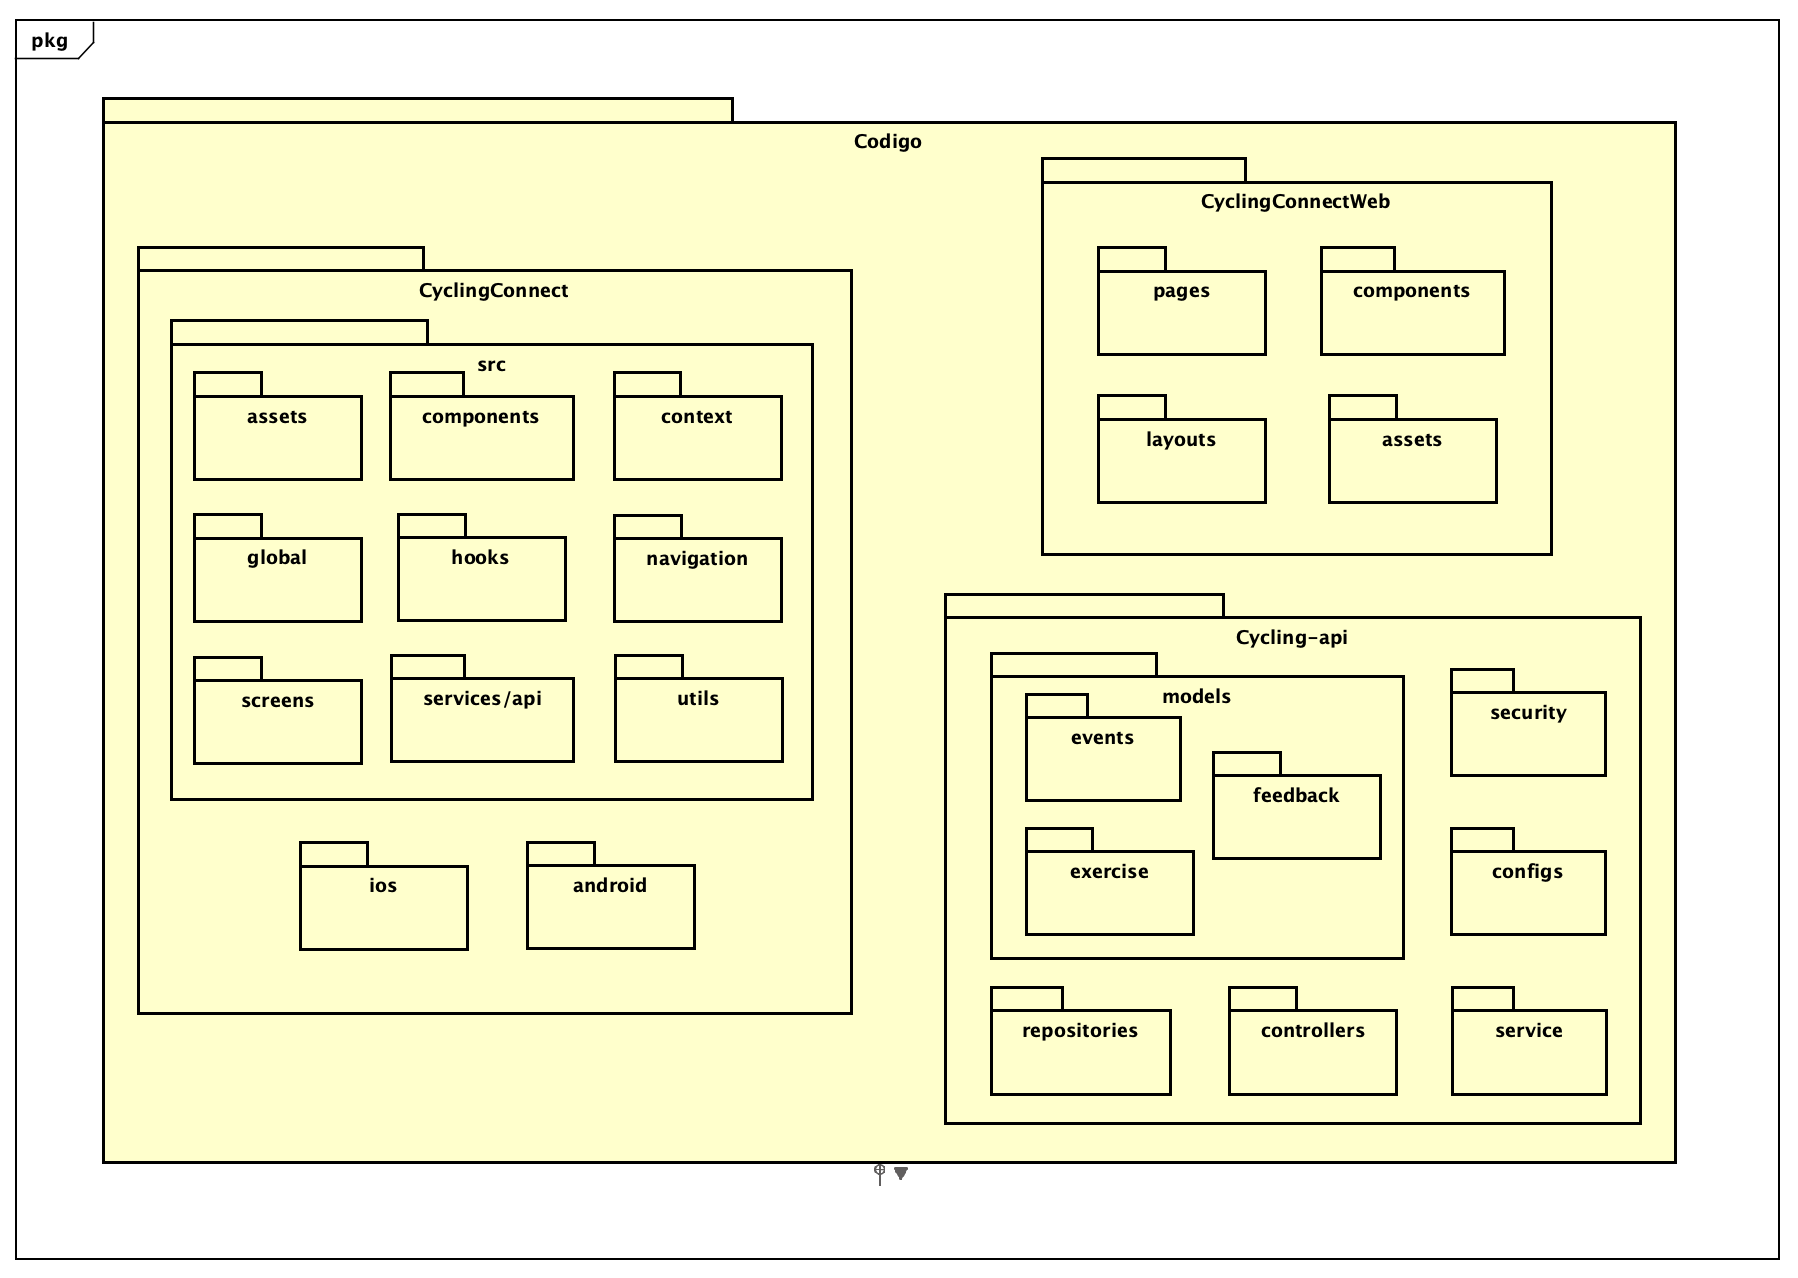 pkg
Codigo
CyclingConnect
src
assets
components
context
global
hooks
navigation
screens
services/api
utils
ios
android
CyclingConnectWeb
pages
components
layouts
assets
Cycling-api
models
events
feedback
exercise
security
configs
repositories
controllers
service